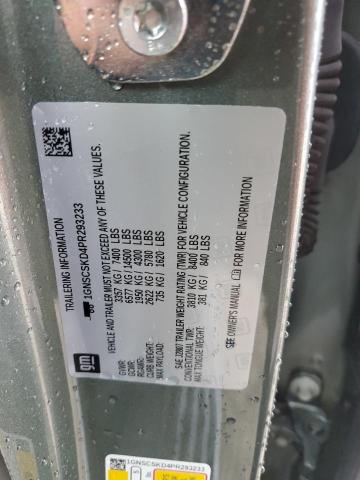 TRAILERING INFORMATION
1GNSCSKD4PR293233
VEHICLE AND TRAILER MUST NOT EXCEED ANY OF THESE VALUES.
GVWR: 3357 KG/ 7400 LBS
GCWR: 6577 KG/14500 LBS
RGAWR: 1950 KG/ 4300 LBS
CURB WEIGHT: 2622 KG/ 5780 LBS
MAX PAYLOAD: 735 KG/ 1620 LBS
SAE J2807 TRAILER WEIGHT RATING (TWR) FOR VEHICLE CONFIGURATION.
CONVENTIONAL TWR: 3810 KG/ 8400 LBS
MAX TONGUE WEIGHT: 381 KG/ 840 LBS
SEE OWNER'S MANUAL FOR MORE INFORMATION
gm
1GNSCSKD4PR293233